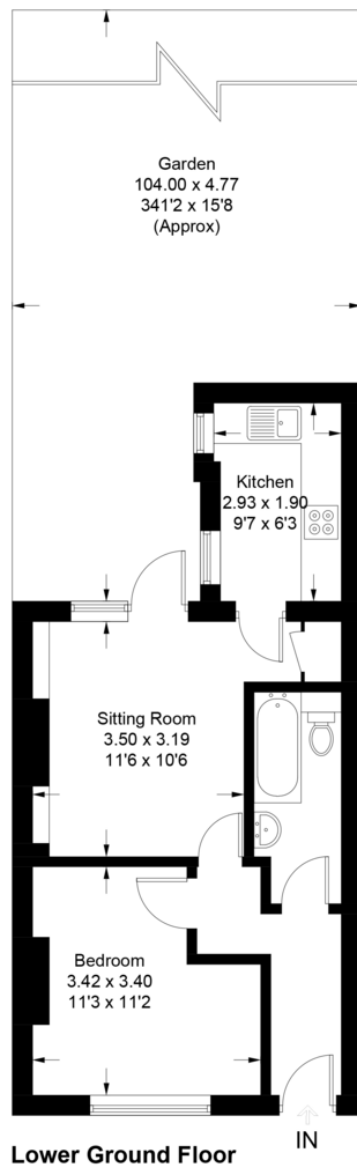 Garden
104.00 x 4.77
341'2 x 15'8
(Approx)
Kitchen
2.93 x 1.90
9'7 x 6'3
Sitting Room
3.50 x 3.19
11'6 x 10'6
Bedroom
3.42 x 3.40
11'3 x 11'2
IN
Lower Ground Floor